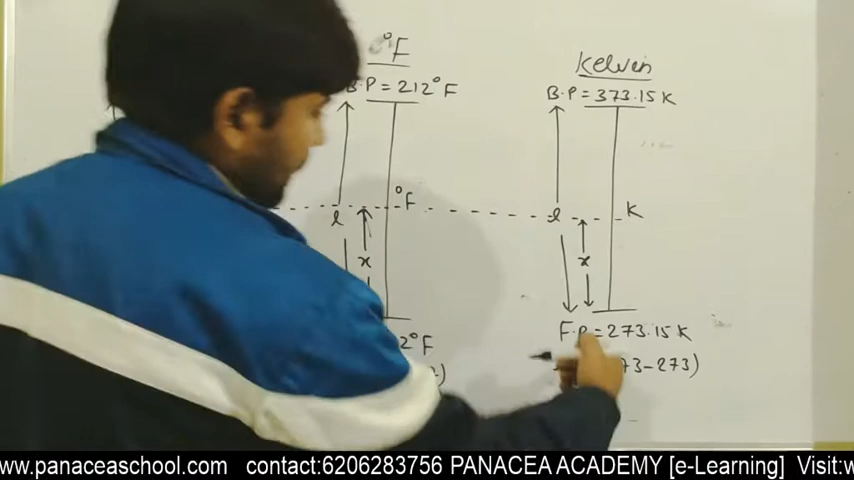 °F
Kelvin
B.P = 212°F
B.P = 373.15 K
°F
l
l
K
x
x
F.P = 273.15 K
2°F
73-273)
www.panaceaschool.com contact:6206283756 PANACEA ACADEMY [e-Learning] Visit:w